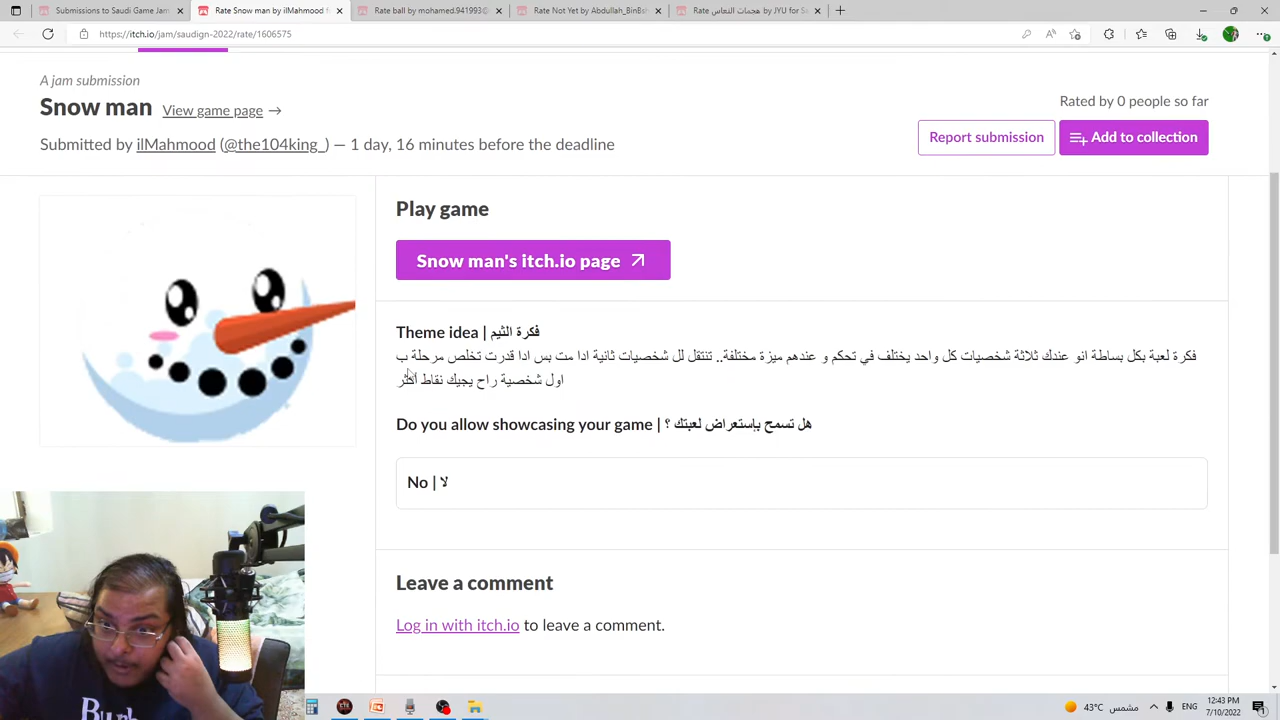 Submissions to Saudi Game Jam
Rate Snow man by ilMahmood
Rate ball by mohamed.941993@
Rate Not Yet by Abdullah_BinBsh
Rate هجمات النعاس by JYU for Sa
https://itch.io/jam/saudign-2022/rate/1606575
A jam submission
Snow man View game page →
Rated by 0 people so far
Submitted by ilMahmood (@the104king_) — 1 day, 16 minutes before the deadline
Report submission
Add to collection
Play game
Snow man's itch.io page
Theme idea | فكرة الثيم
فكرة لعبة بكل بساطة انو عندك ثلاثة شخصيات كل واحد يختلف في تحكم و عندهم ميزة مختلفة.. تنتقل لل شخصيات ثانية اذا مت بس اذا قدرت تخلص مرحلة ب
اول شخصية راح يجيك نقاط أكثر
Do you allow showcasing your game | هل تسمح بإستعراض لعبتك ؟
No | لا
Leave a comment
Log in with itch.io to leave a comment.
43°C مشمس
ENG
12:43 PM
7/10/2022